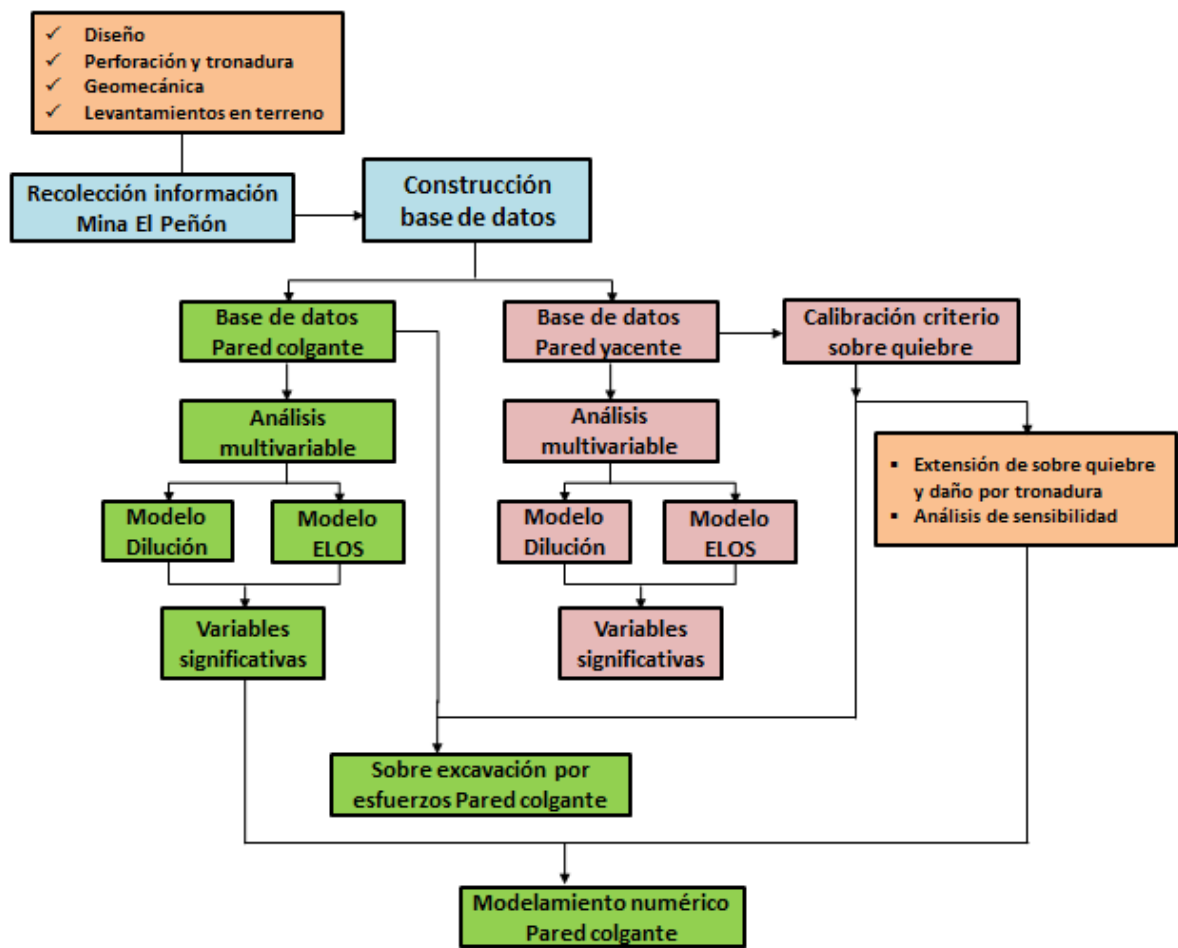 ✓ Diseño
✓ Perforación y tronadura
✓ Geomecánica
✓ Levantamientos en terreno
Recolección información
Mina El Peñón
Construcción
base de datos
Base de datos
Pared colgante
Base de datos
Pared yacente
Calibración criterio
sobre quiebre
Análisis
multivariable
Análisis
multivariable
▪ Extensión de sobre quiebre
y daño por tronadura
▪ Análisis de sensibilidad
Modelo
Dilución
Modelo
ELOS
Modelo
Dilución
Modelo
ELOS
Variables
significativas
Variables
significativas
Sobre excavación por
esfuerzos Pared colgante
Modelamiento numérico
Pared colgante